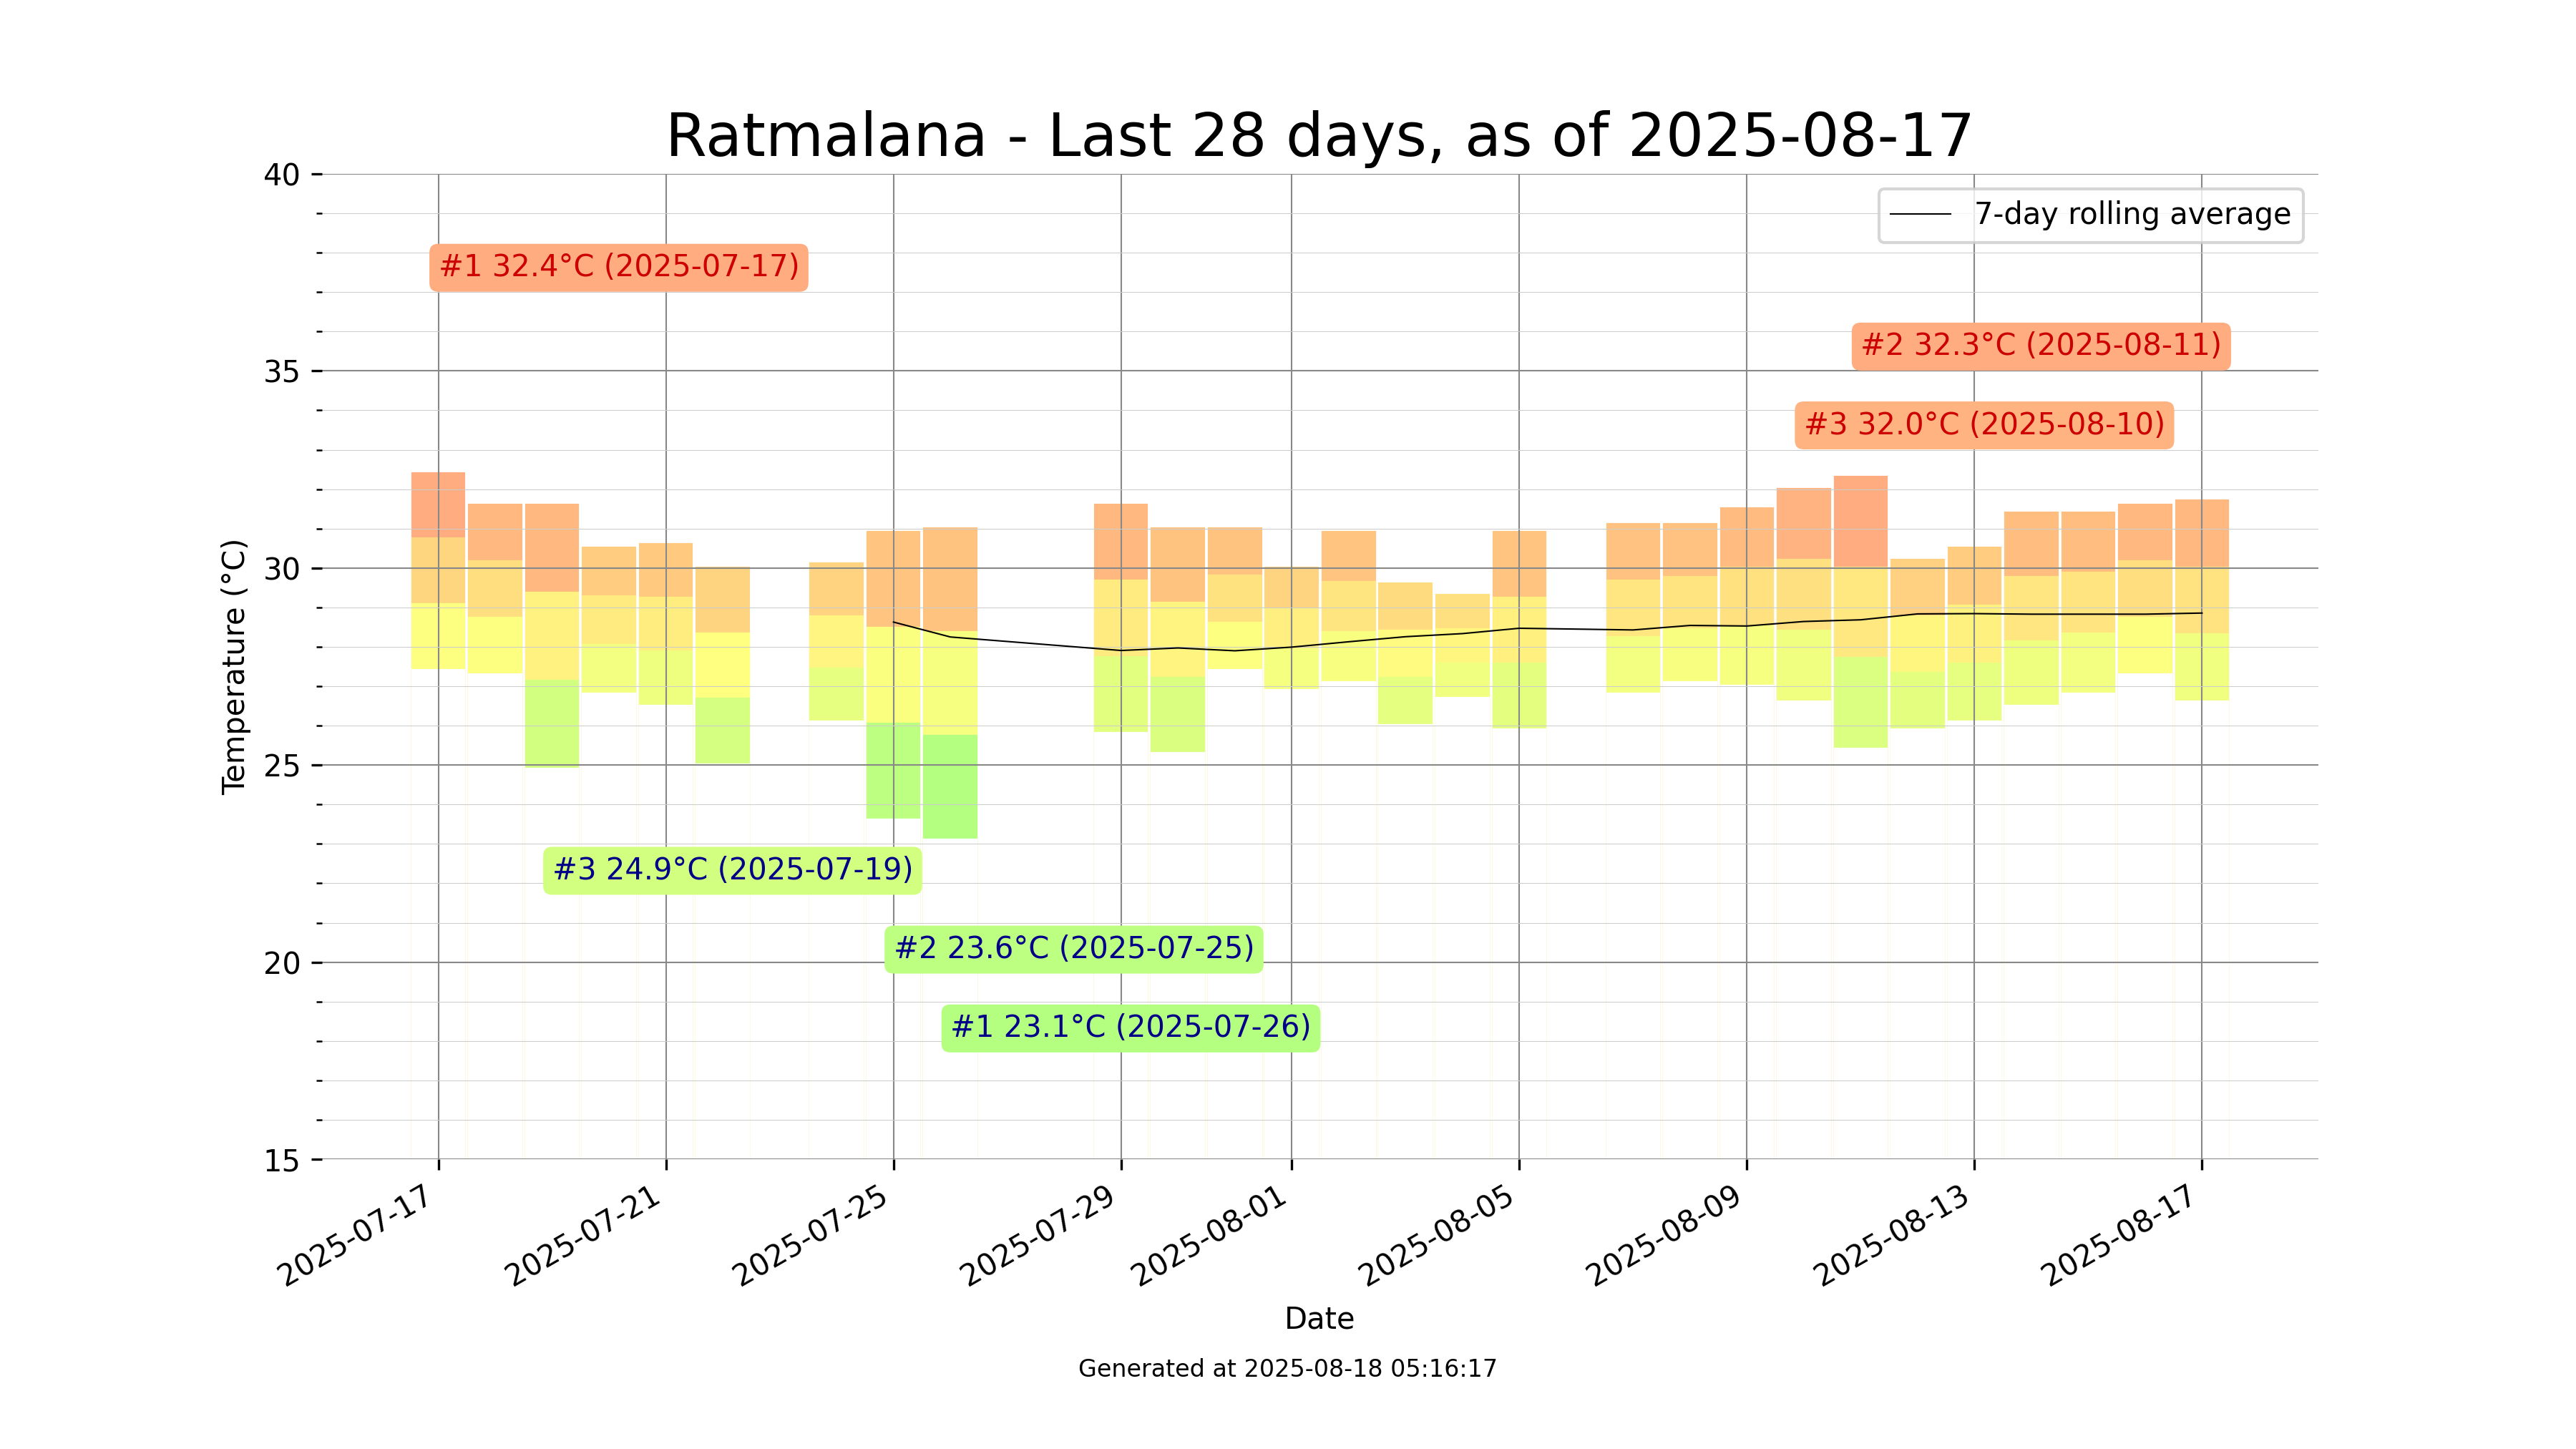 Ratmalana - Last 28 days, as of 2025-08-17
7-day rolling average
#1 32.4°C (2025-07-17)
#2 32.3°C (2025-08-11)
#3 32.0°C (2025-08-10)
#3 24.9°C (2025-07-19)
#2 23.6°C (2025-07-25)
#1 23.1°C (2025-07-26)
Temperature (°C)
40
35
30
25
20
15
2025-07-17
2025-07-21
2025-07-25
2025-07-29
2025-08-01
2025-08-05
2025-08-09
2025-08-13
2025-08-17
Date
Generated at 2025-08-18 05:16:17